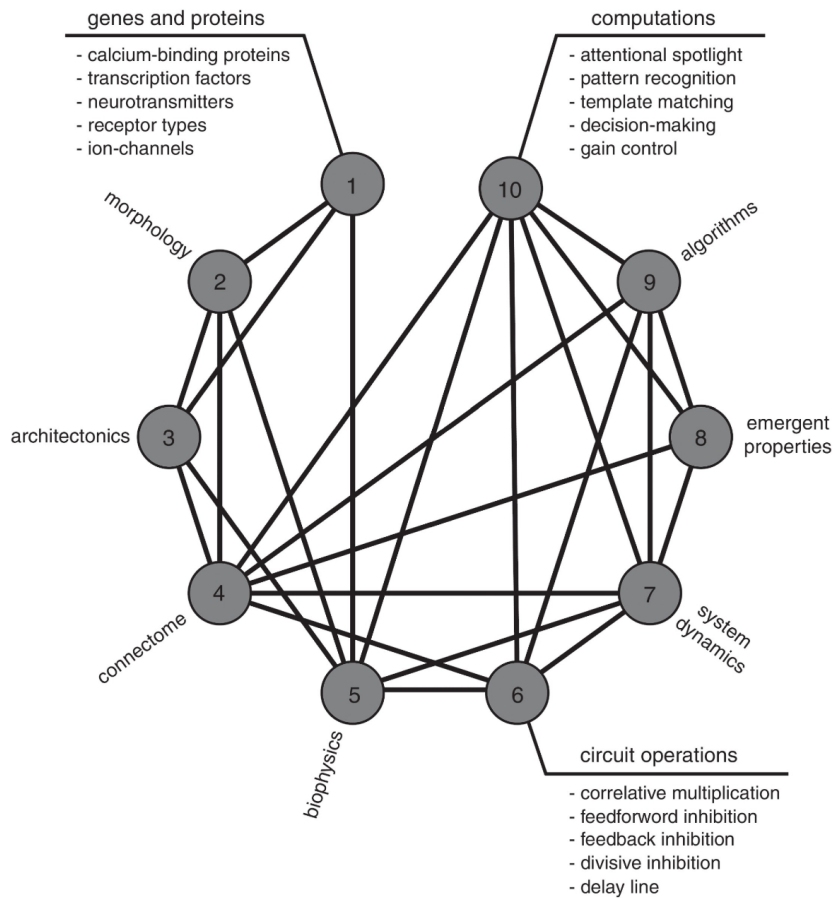 genes and proteins
- calcium-binding proteins
- transcription factors
- neurotransmitters
- receptor types
- ion-channels
computations
- attentional spotlight
- pattern recognition
- template matching
- decision-making
- gain control
1
10
morphology
2
9
algorithms
architectonics
3
8
emergent
properties
4
connectome
7
system
dynamics
5
biophysics
6
circuit operations
- correlative multiplication
- feedforword inhibition
- feedback inhibition
- divisive inhibition
- delay line